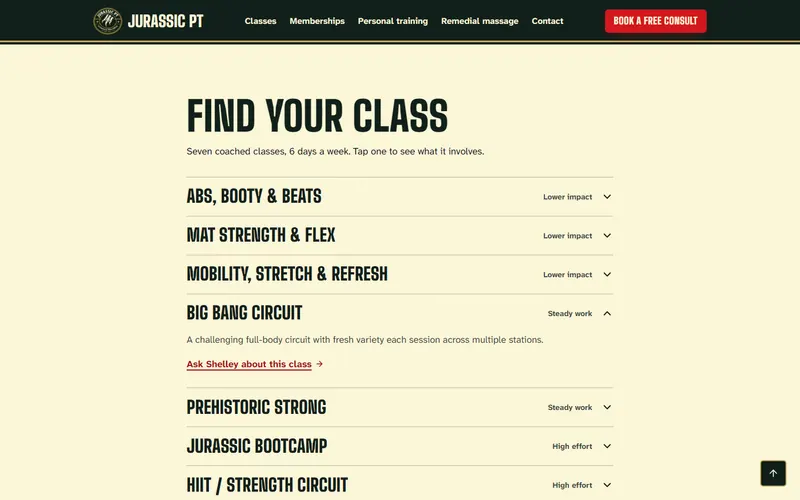 JURASSIC PT
Classes
Memberships
Personal training
Remedial massage
Contact
BOOK A FREE CONSULT
FIND YOUR CLASS
Seven coached classes, 6 days a week. Tap one to see what it involves.
ABS, BOOTY & BEATS
Lower impact
MAT STRENGTH & FLEX
Lower impact
MOBILITY, STRETCH & REFRESH
Lower impact
BIG BANG CIRCUIT
Steady work
A challenging full-body circuit with fresh variety each session across multiple stations.
Ask Shelley about this class →
PREHISTORIC STRONG
Steady work
JURASSIC BOOTCAMP
High effort
HIIT / STRENGTH CIRCUIT
High effort